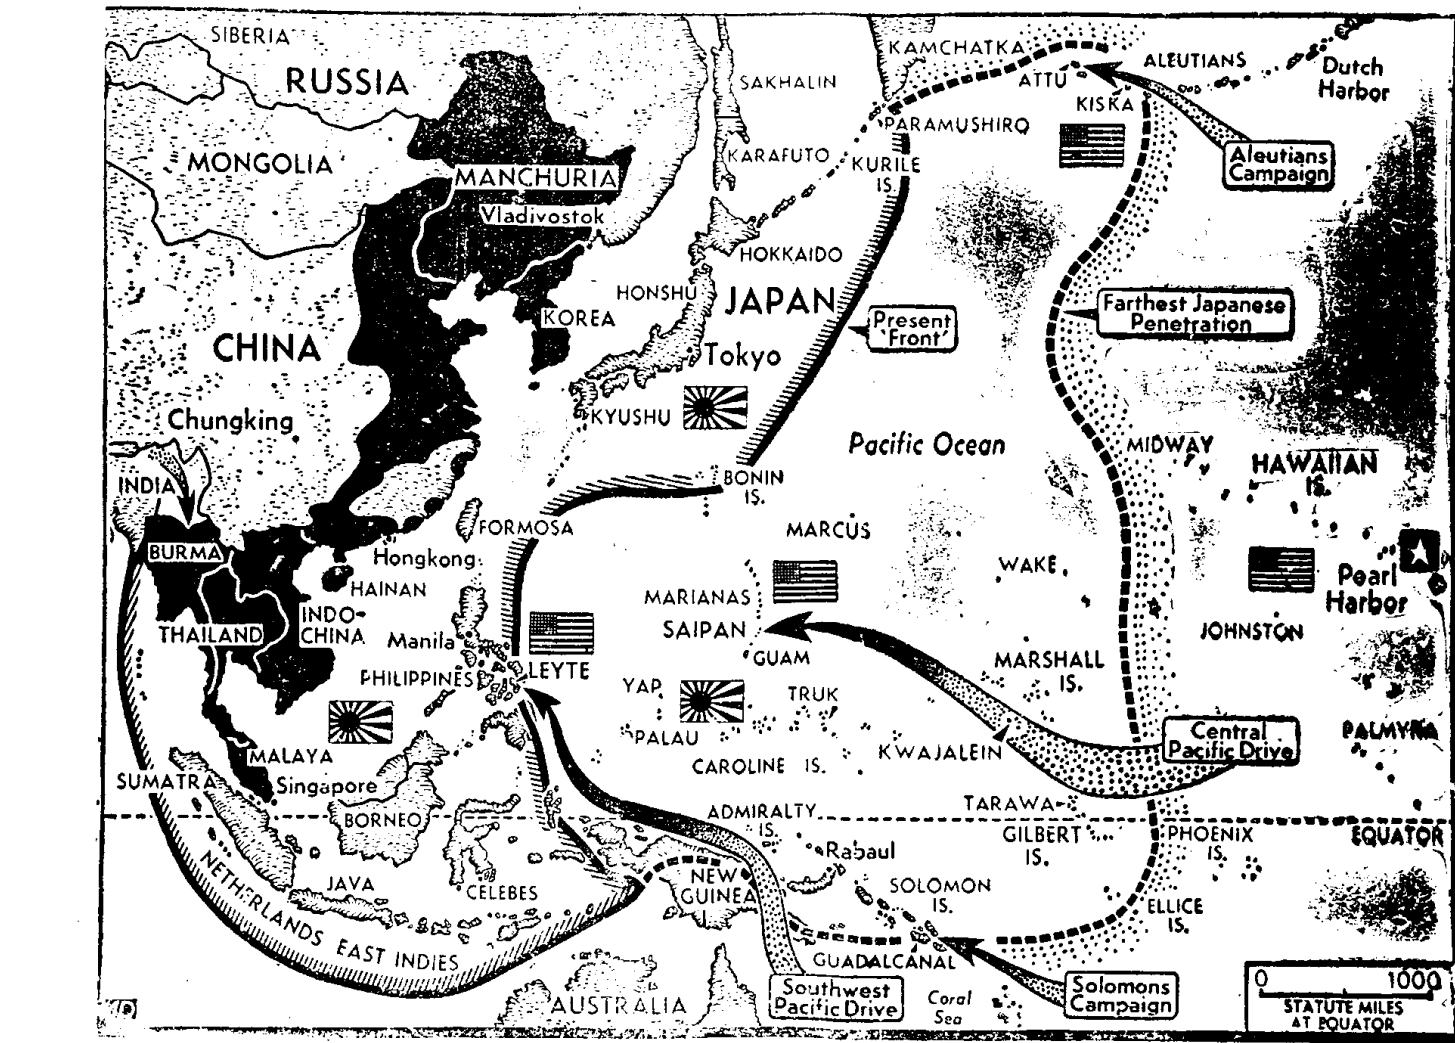 SIBERIA
RUSSIA
MONGOLIA
MANCHURIA
Vladivostok
SAKHALIN
KARAFUTO
KAMCHATKA
ATTU
KISKA
ALEUTIANS
Dutch
Harbor
PARAMUSHIRO
KURILE
IS.
Aleutians
Campaign
HOKKAIDO
HONSHU
JAPAN
KOREA
Tokyo
KYUSHU
Present
'Front'
Farthest Japanese
Penetration
CHINA
Chungking
Pacific Ocean
MIDWAY
HAWAIIAN
IS.
INDIA
BONIN
IS.
FORMOSA
MARCUS
BURMA
Hongkong
HAINAN
WAKE
Pearl
Harbor
INDO-
CHINA
THAILAND
MARIANAS
SAIPAN
GUAM
JOHNSTON
Manila
LEYTE
PHILIPPINES
MARSHALL
IS.
YAP
TRUK
PALAU
KWAJALEIN
Central
Pacific Drive
PALMYRA
MALAYA
CAROLINE IS.
SUMATRA
Singapore
BORNEO
ADMIRALTY
IS.
TARAWA
GILBERT
IS.
PHOENIX
IS.
EQUATOR
Rabaul
NEW
GUINEA
SOLOMON
IS.
JAVA
CELEBES
NETHERLANDS EAST INDIES
ELLICE
IS.
GUADALCANAL
AUSTRALIA
Southwest
Pacific Drive
Coral
Sea
Solomons
Campaign
0 1000
STATUTE MILES
AT EQUATOR